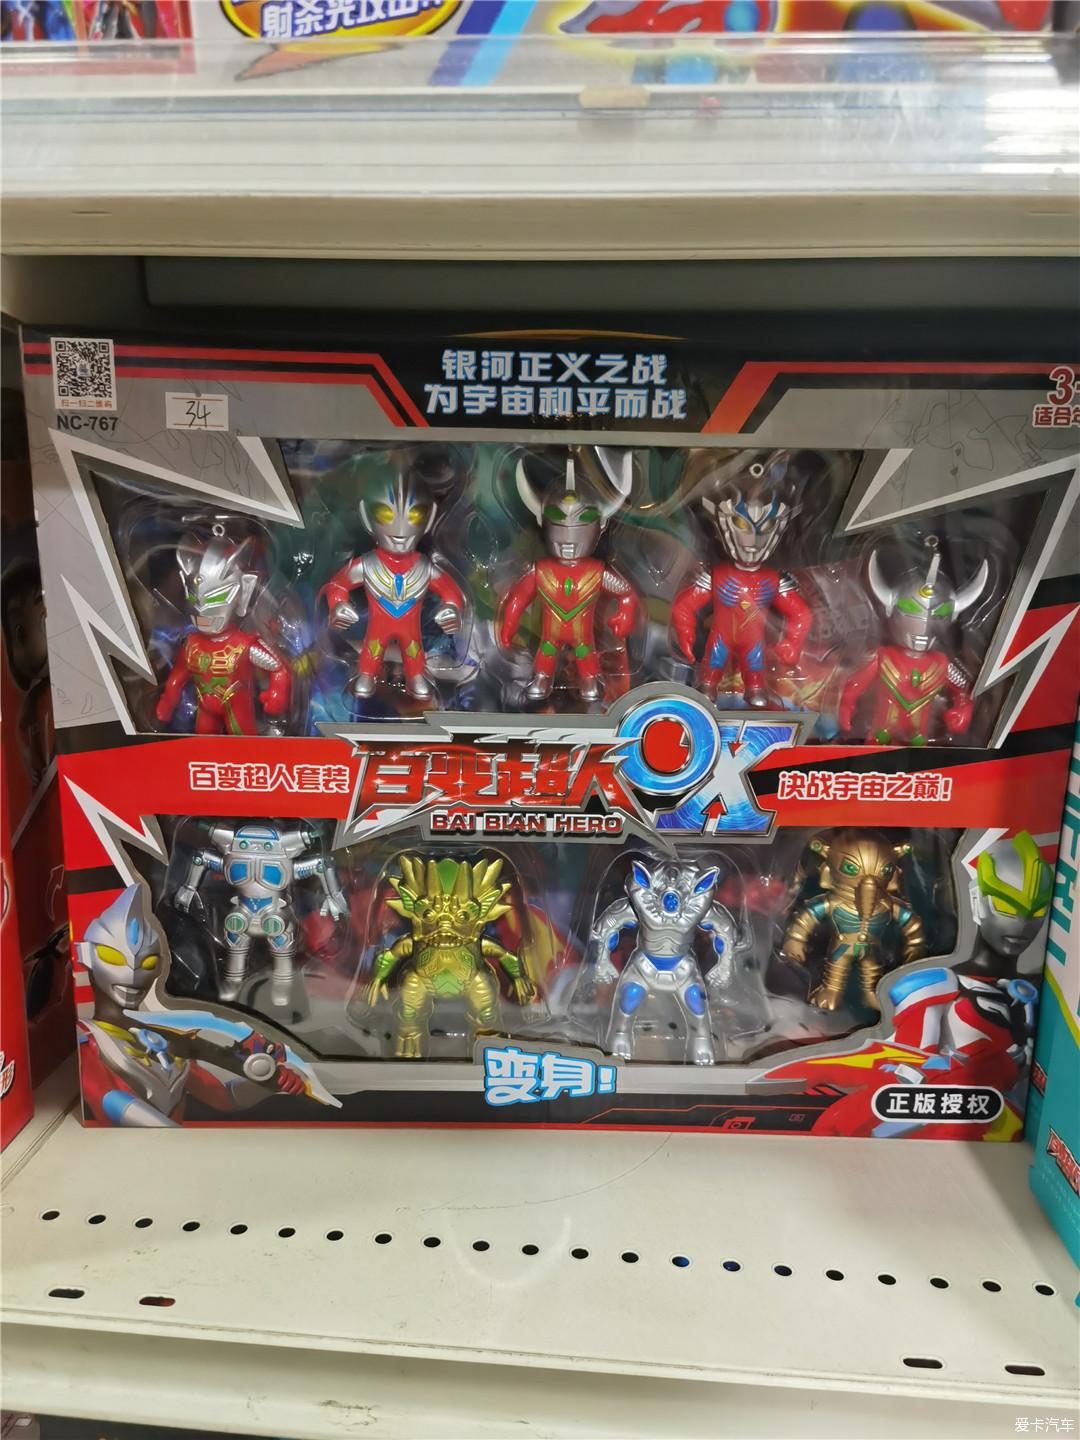 射杀光攻击
银河正义之战
为宇宙和平而战
扫一扫二维码
NC-767
34
3+
适合年
百变超人套装
百变超人OX
BAI BIAN HERO
决战宇宙之巅!
变身!
正版授权
爱卡汽车